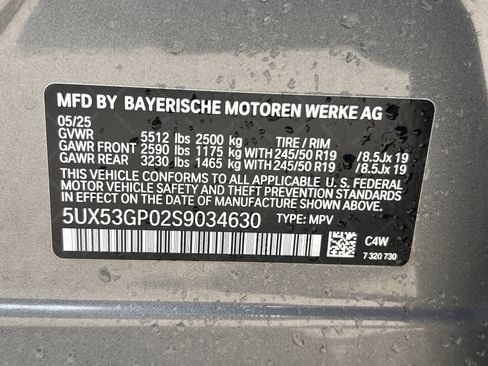 MFD BY BAYERISCHE MOTOREN WERKE AG
05/25
GVWR 5512 lbs 2500 kg TIRE / RIM
GAWR FRONT 2590 lbs 1175 kg WITH 245/50 R19 /8.5Jx 19
GAWR REAR 3230 lbs 1465 kg WITH 245/50 R19 /8.5Jx 19
THIS VEHICLE CONFORMS TO ALL APPLICABLE U. S. FEDERAL
MOTOR VEHICLE SAFETY AND THEFT PREVENTION STANDARDS
IN EFFECT ON THE DATE OF MANUFACTURE SHOWN ABOVE.
5UX53GP02S9034630 TYPE: MPV
C4W
7 320 730